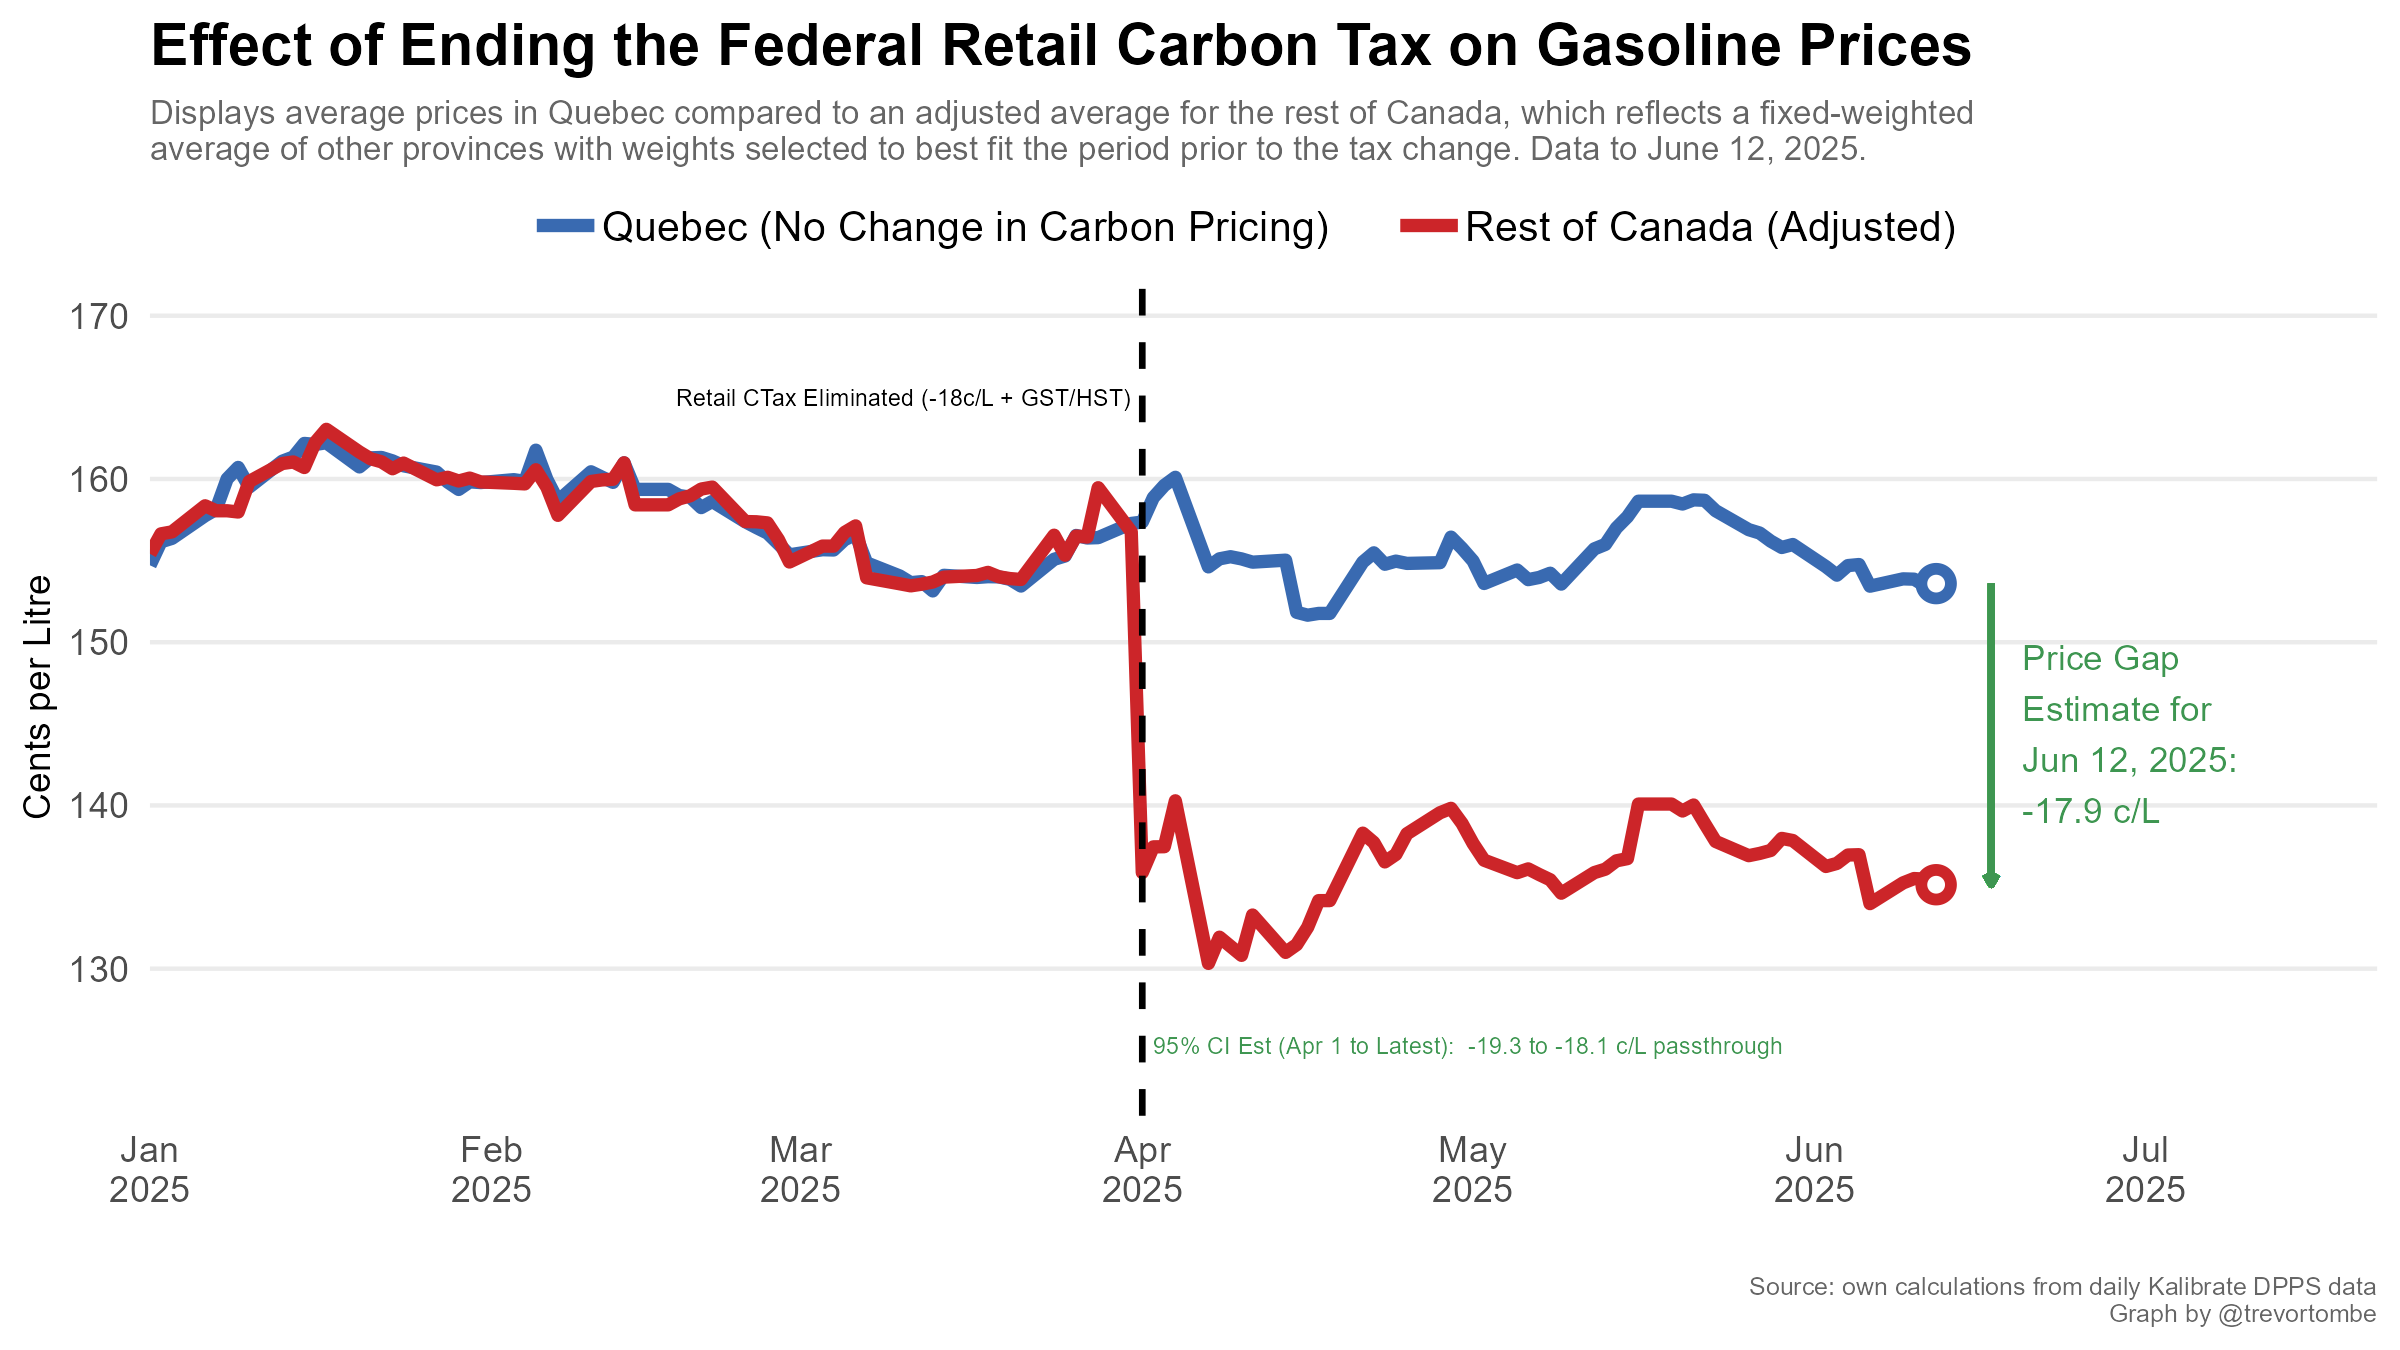 Effect of Ending the Federal Retail Carbon Tax on Gasoline Prices
Displays average prices in Quebec compared to an adjusted average for the rest of Canada, which reflects a fixed-weighted
average of other provinces with weights selected to best fit the period prior to the tax change. Data to June 12, 2025.
Quebec (No Change in Carbon Pricing)
Rest of Canada (Adjusted)
Cents per Litre
170
160
150
140
130
Retail CTax Eliminated (-18c/L + GST/HST)
Price Gap
Estimate for
Jun 12, 2025:
-17.9 c/L
95% CI Est (Apr 1 to Latest):  -19.3 to -18.1 c/L passthrough
Jan
2025
Feb
2025
Mar
2025
Apr
2025
May
2025
Jun
2025
Jul
2025
Source: own calculations from daily Kalibrate DPPS data
Graph by @trevortombe